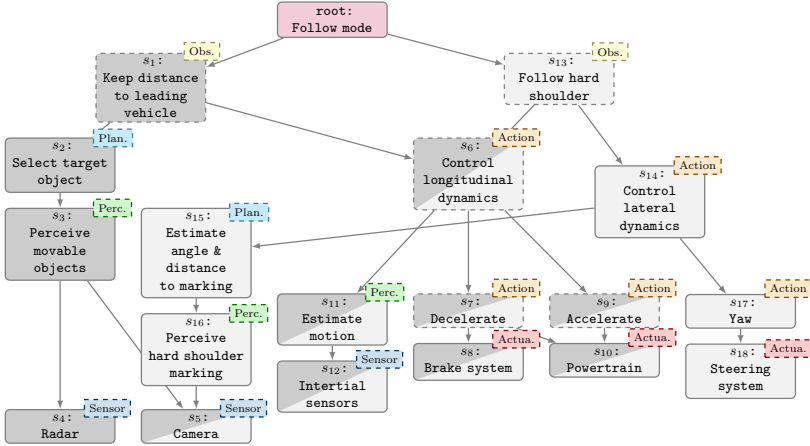 root:
Follow mode
Obs.
s1:
Keep distance
to leading
vehicle
Obs.
s13:
Follow hard
shoulder
Plan.
s2:
Select target
object
Action
s6:
Control
longitudinal
dynamics
Action
s14:
Control
lateral
dynamics
Perc.
s3:
Perceive
movable
objects
Plan.
s15:
Estimate
angle &
distance
to marking
Perc.
s11:
Estimate
motion
Action
s7:
Decelerate
Action
s9:
Accelerate
Action
s17:
Yaw
Perc.
s16:
Perceive
hard shoulder
marking
Sensor
s12:
Intertial
sensors
Actua.
s8:
Brake system
Actua.
s10:
Powertrain
Actua.
s18:
Steering
system
Sensor
s4:
Radar
Sensor
s5:
Camera